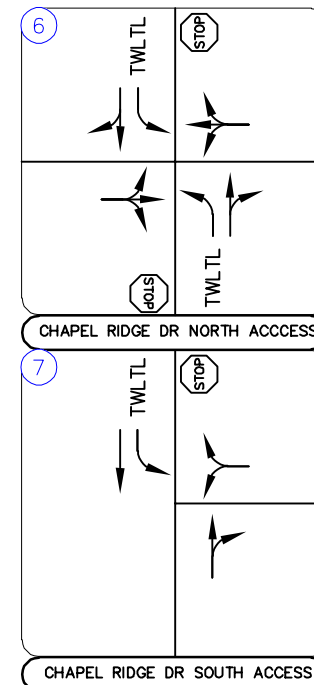 6
TWLTL
STOP
STOP
TWLTL
CHAPEL RIDGE DR NORTH ACCCESS
7
TWLTL
STOP
CHAPEL RIDGE DR SOUTH ACCESS